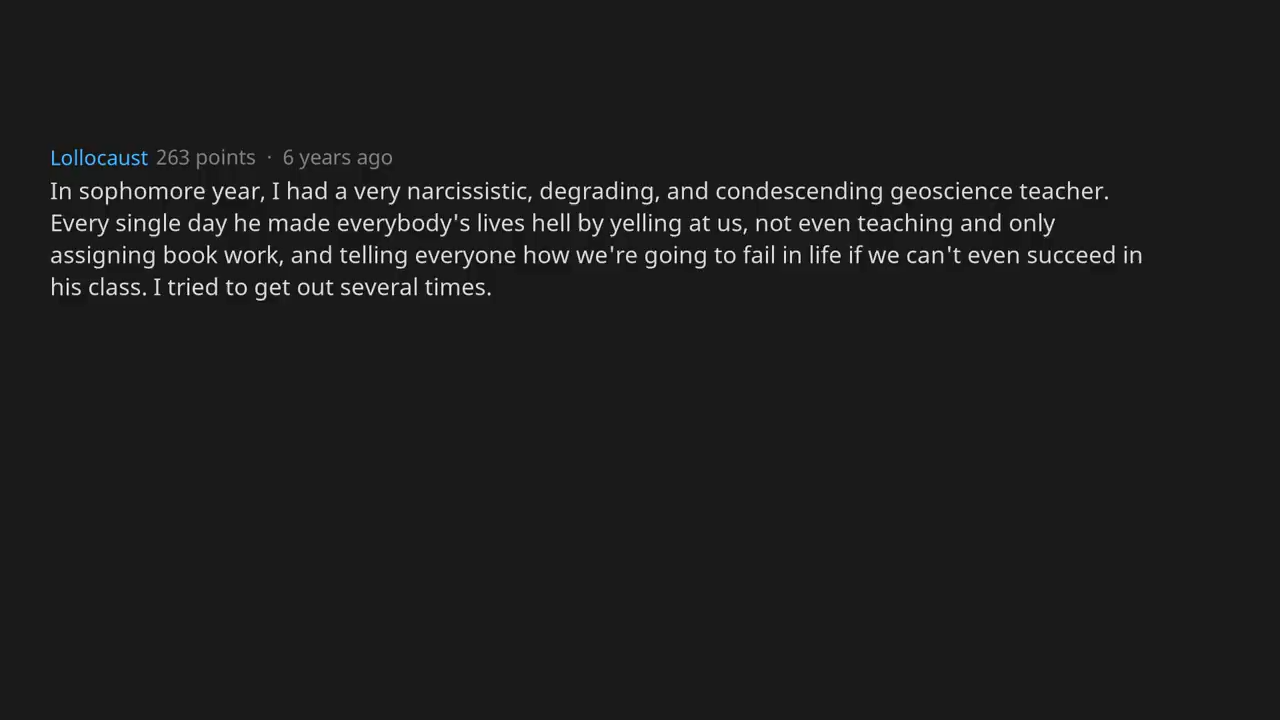 Lollocaust 263 points · 6 years ago
In sophomore year, I had a very narcissistic, degrading, and condescending geoscience teacher.
Every single day he made everybody's lives hell by yelling at us, not even teaching and only
assigning book work, and telling everyone how we're going to fail in life if we can't even succeed in
his class. I tried to get out several times.